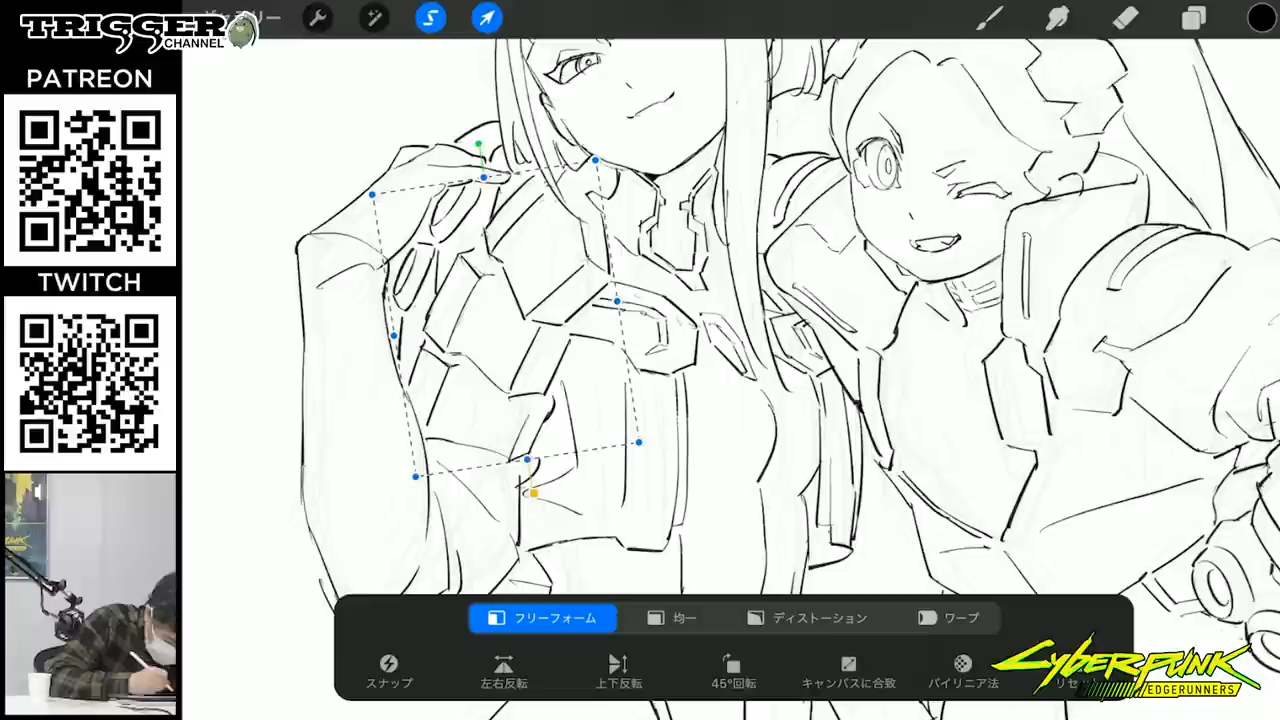 TRIGGER
CHANNEL
PATREON
TWITCH
フリーフォーム
均一
ディストーション
ワープ
スナップ
左右反転
上下反転
45°回転
キャンバスに合致
バイリニア法
リセ
Cyberpunk
EDGERUNNERS